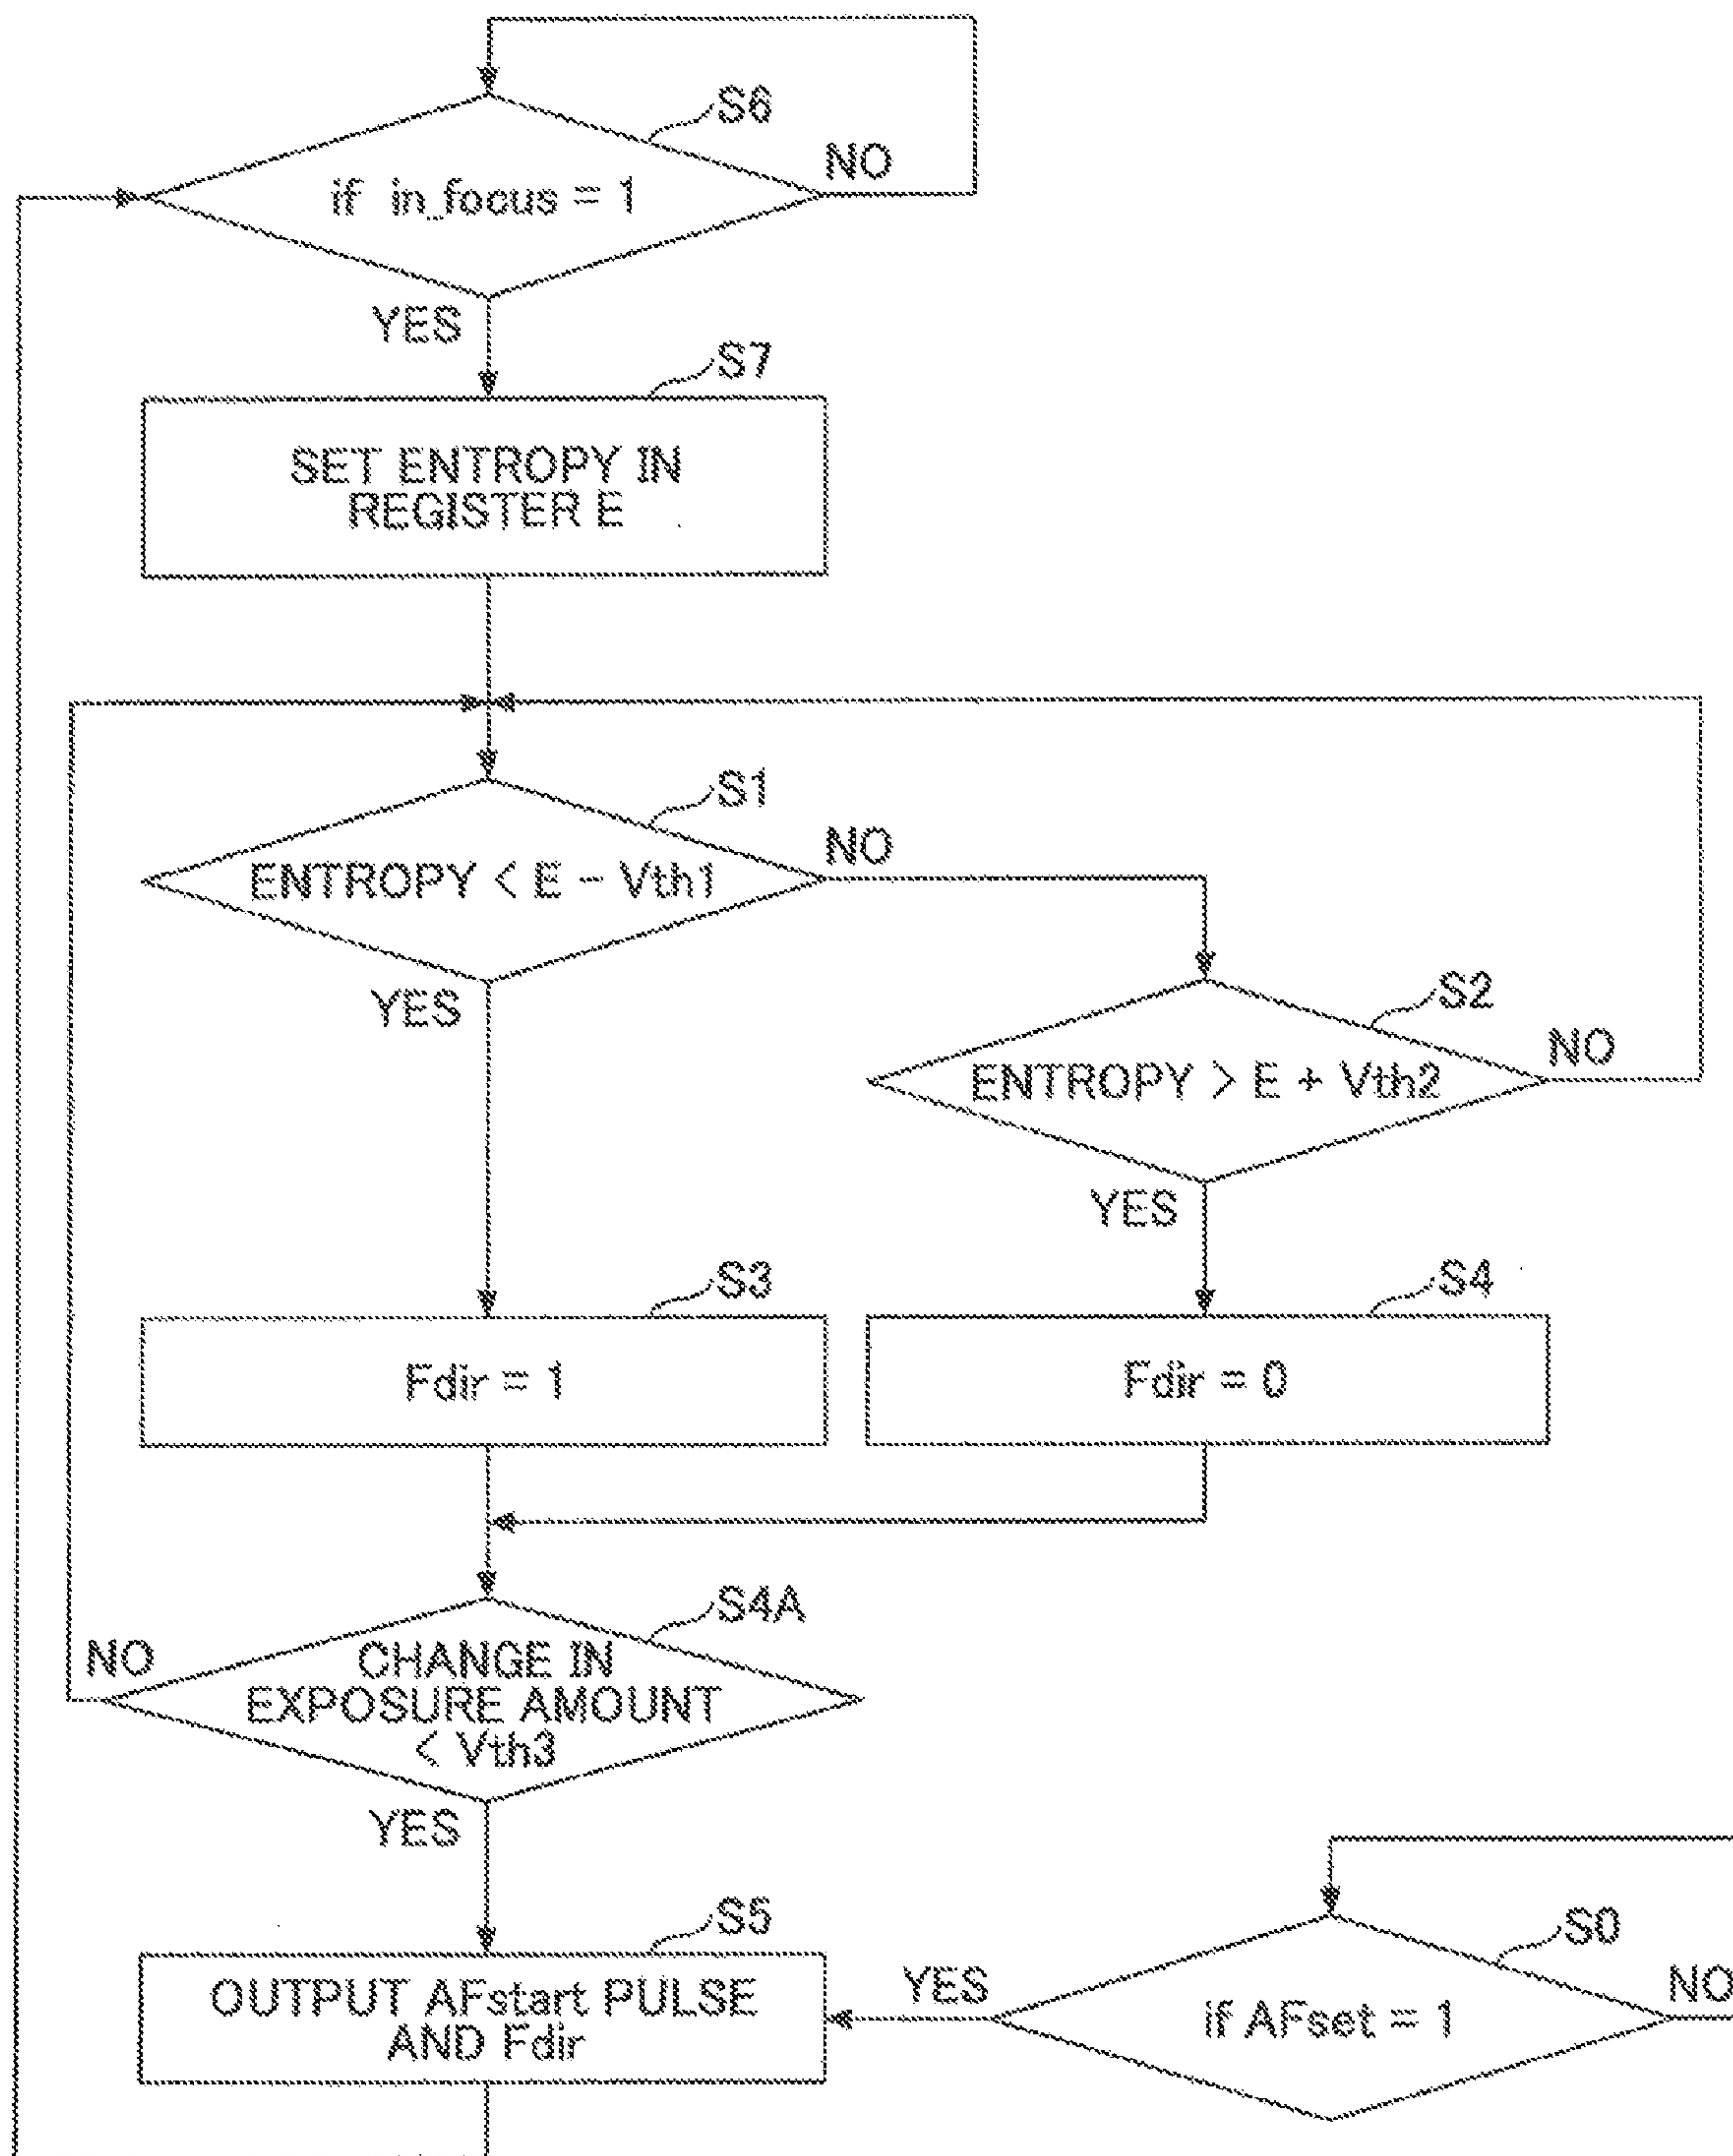 S6
if in_focus = 1
NO
YES
S7
SET ENTROPY IN
REGISTER E
S1
ENTROPY < E − Vth1
NO
YES
S2
ENTROPY > E + Vth2
NO
YES
S3
Fdir = 1
S4
Fdir = 0
S4A
NO
CHANGE IN
EXPOSURE AMOUNT
< Vth3
YES
S5
OUTPUT AFstart PULSE
AND Fdir
S0
YES
if AFset = 1
NO